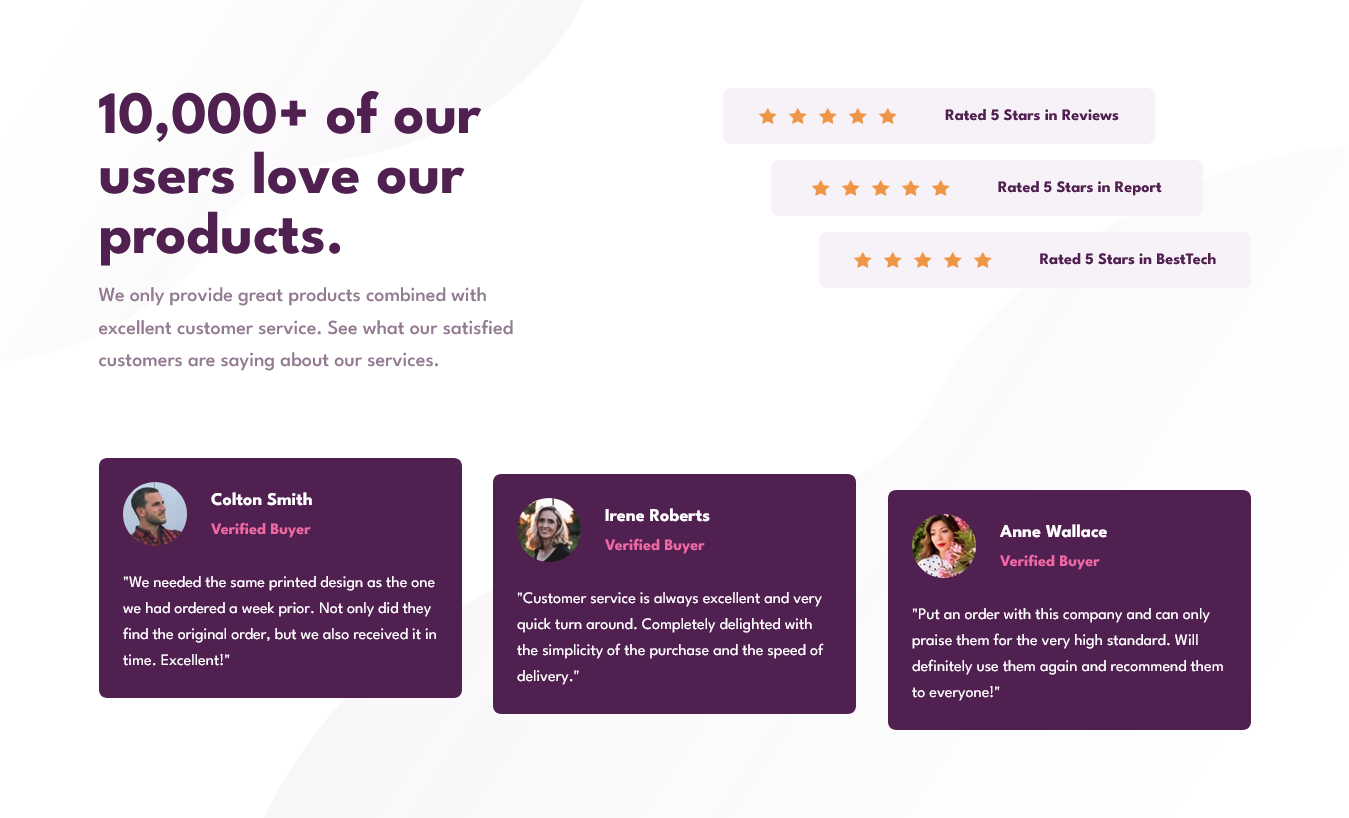 10,000+ of our
users love our
products.
We only provide great products combined with
excellent customer service. See what our satisfied
customers are saying about our services.
Rated 5 Stars in Reviews
Rated 5 Stars in Report
Rated 5 Stars in BestTech
Colton Smith
Verified Buyer
"We needed the same printed design as the one
we had ordered a week prior. Not only did they
find the original order, but we also received it in
time. Excellent!"
Irene Roberts
Verified Buyer
"Customer service is always excellent and very
quick turn around. Completely delighted with
the simplicity of the purchase and the speed of
delivery."
Anne Wallace
Verified Buyer
"Put an order with this company and can only
praise them for the very high standard. Will
definitely use them again and recommend them
to everyone!"